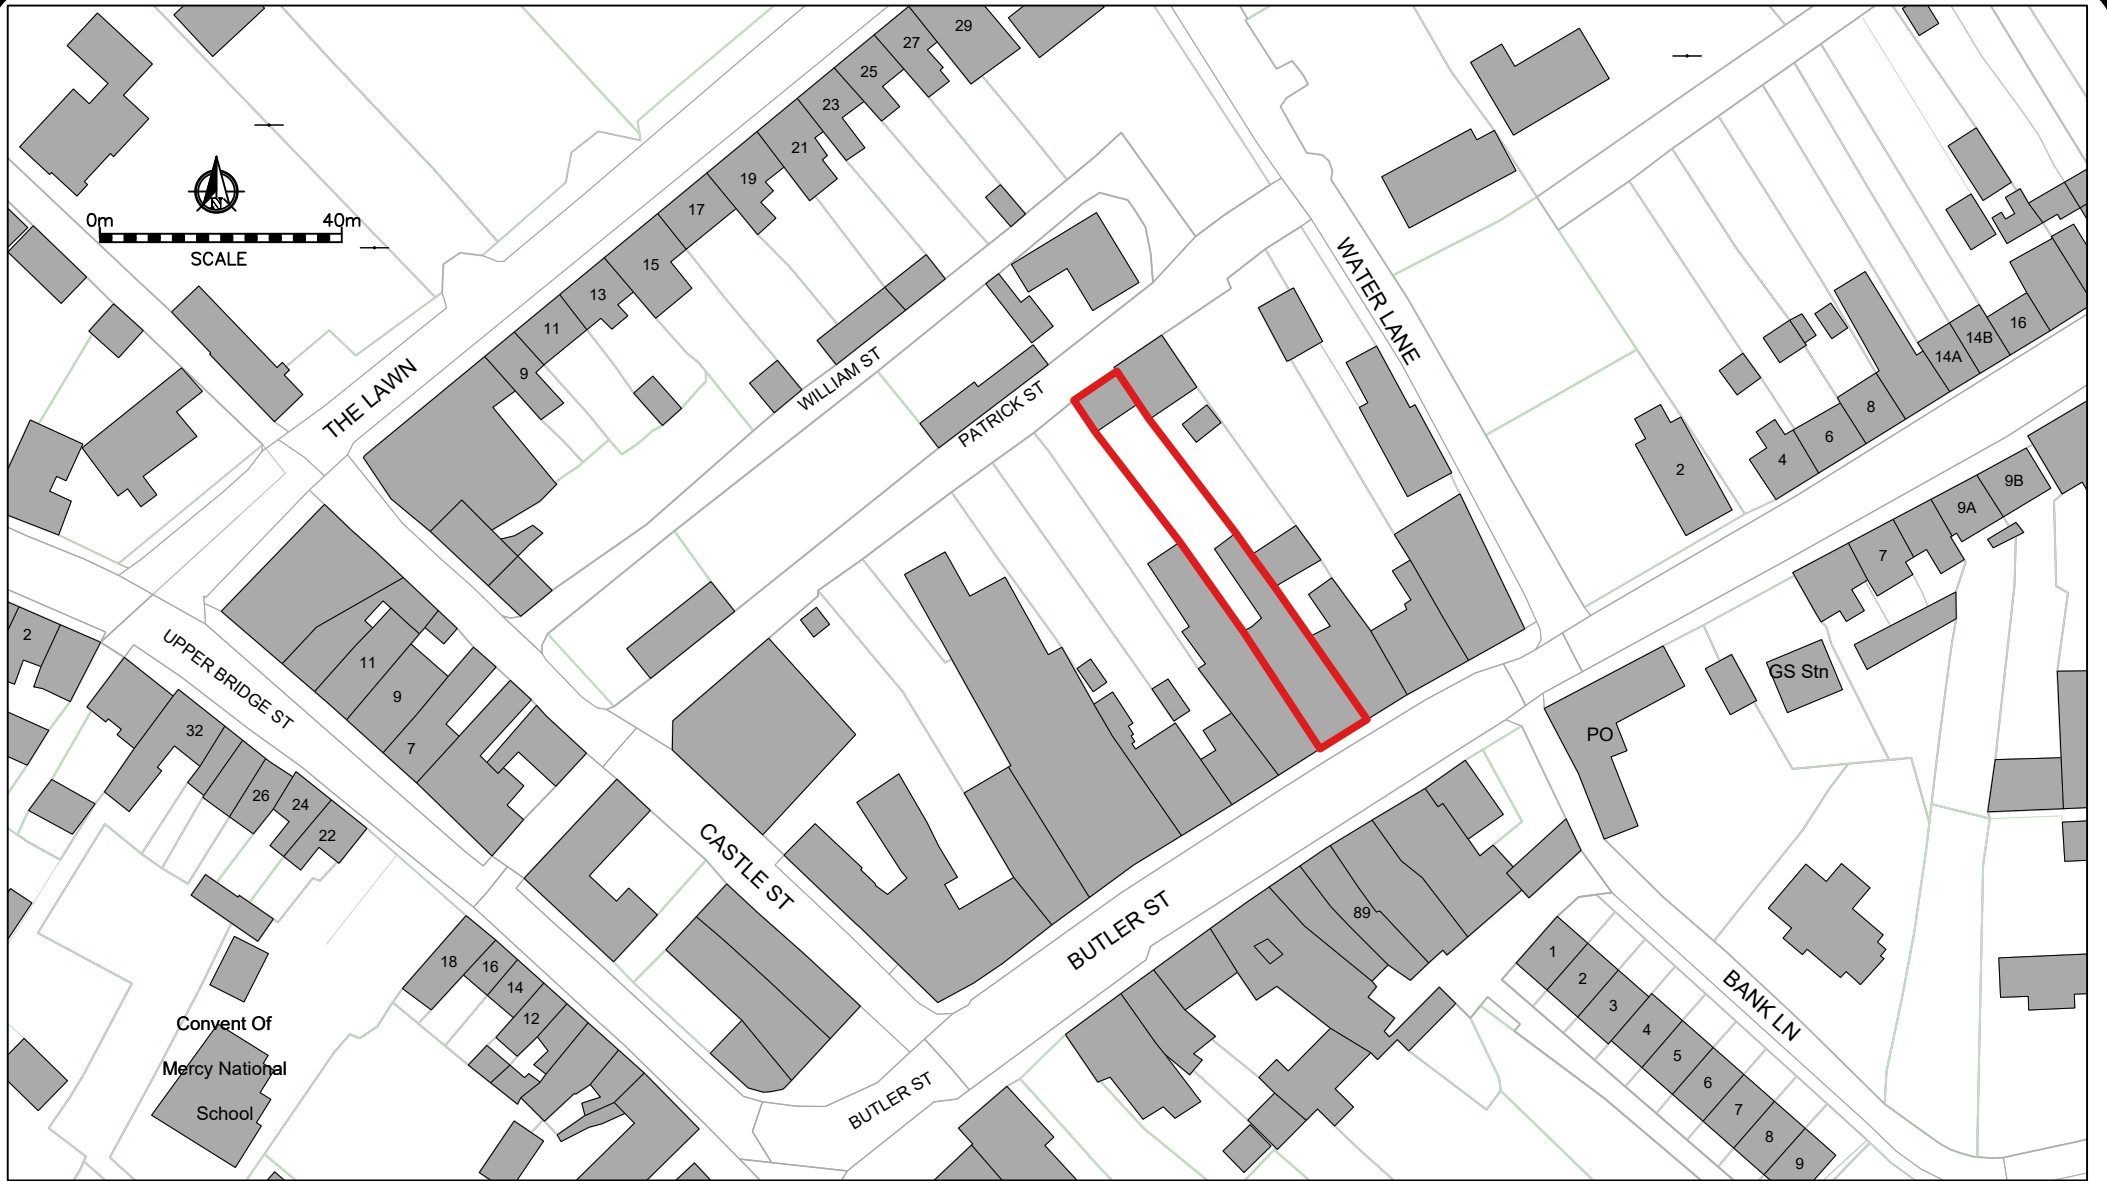 29
27
25
23
21
19
17
15
13
11
9
N
0m 40m
SCALE
THE LAWN
WILLIAM ST
PATRICK ST
WATER LANE
16
14B
14A
8
6
4
2
9B
9A
7
GS Stn
PO
2
UPPER BRIDGE ST
11
9
7
32
26
24
22
CASTLE ST
BUTLER ST
89
18
16
14
12
Convent Of
Mercy National
School
BUTLER ST
BANK LN
1
2
3
4
5
6
7
8
9